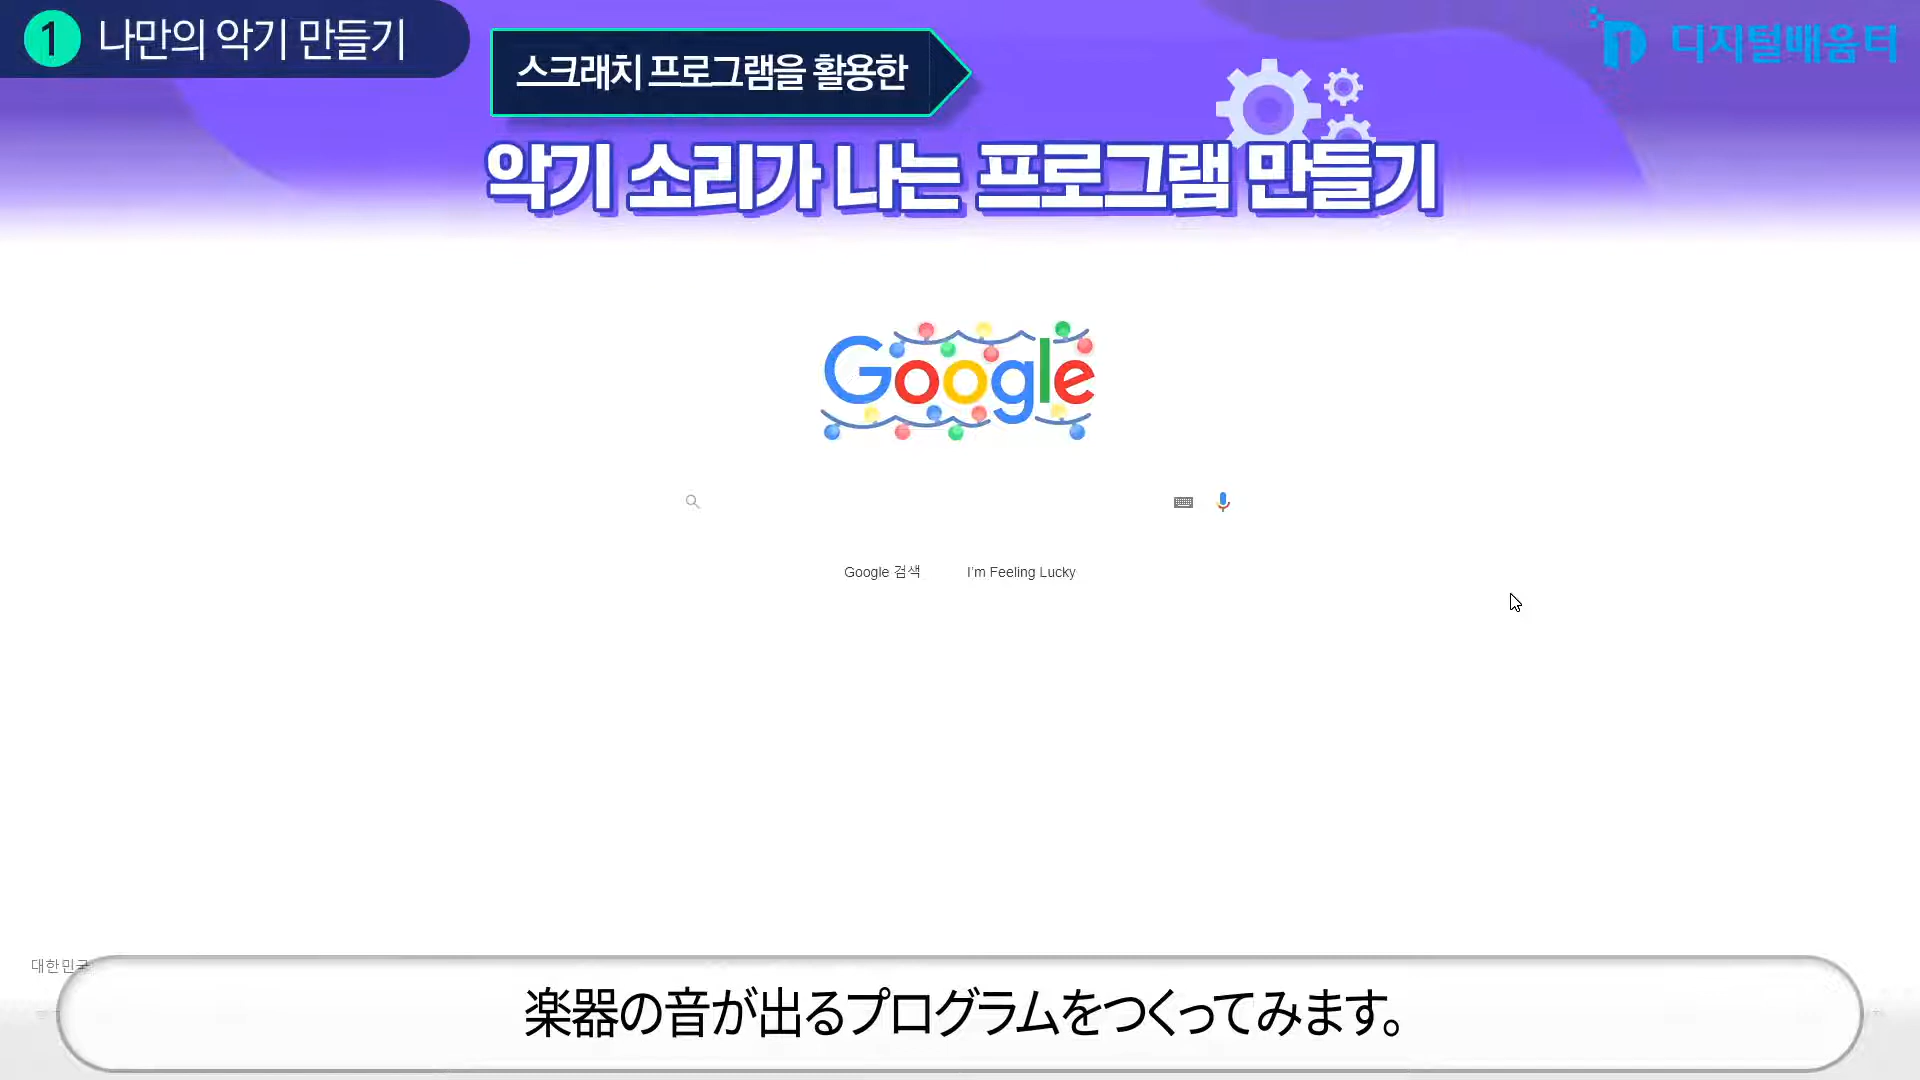 1 나만의 악기 만들기
스크래치 프로그램을 활용한
디지털배움터
악기 소리가 나는 프로그램 만들기
Google
Google 검색 I'm Feeling Lucky
대한민국
楽器の音が出るプログラムをつくってみます。